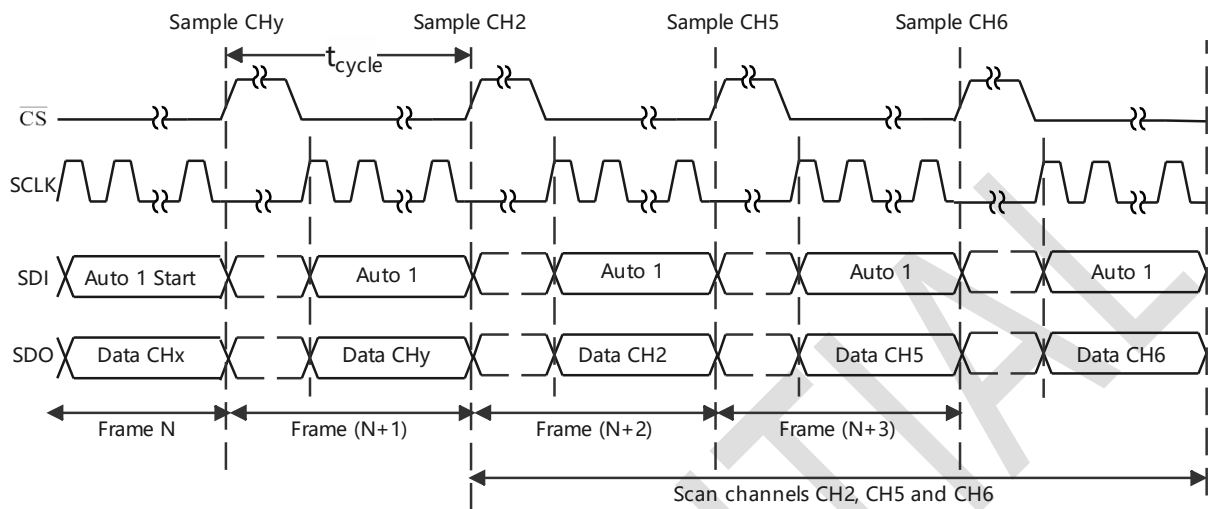 Sample CHy Sample CH2 Sample CH5 Sample CH6
tcycle
CS
SCLK
SDI Auto 1 Start Auto 1 Auto 1 Auto 1 Auto 1
SDO Data CHx Data CHy Data CH2 Data CH5 Data CH6
Frame N Frame (N+1) Frame (N+2) Frame (N+3)
Scan channels CH2, CH5 and CH6
NTIAL